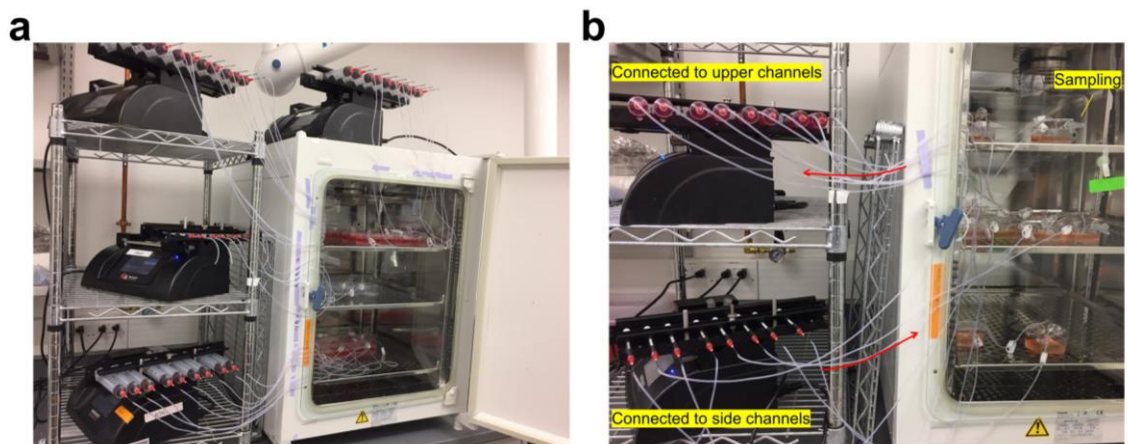 a
b
Connected to upper channels
Sampling
Connected to side channels